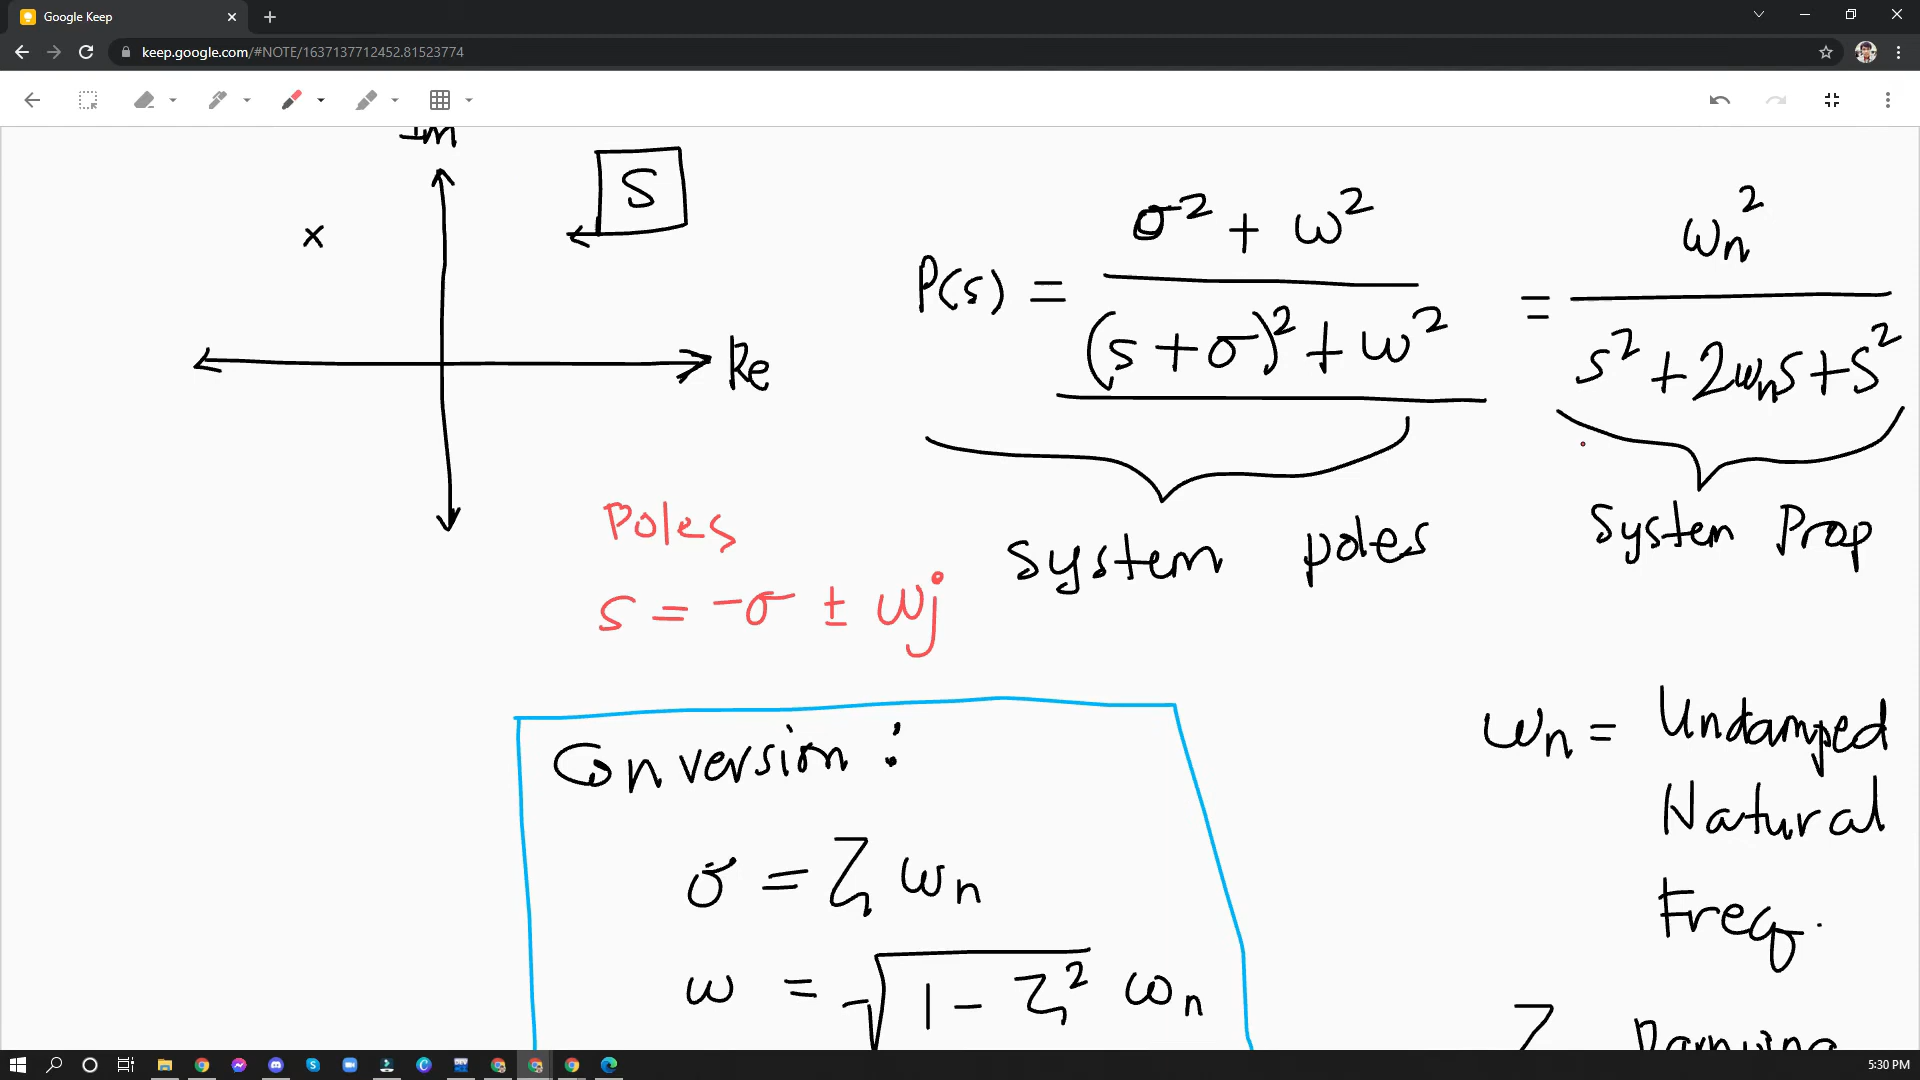 Google Keep
keep.google.com/#NOTE/1637137712452.81523774
Im
S
x
Re
P(s) = σ² + ω² / (s + σ)² + ω² = ωn² / s² + 2ωns + s²
system poles
System Prop
Poles
s = -σ ± ωj
Conversion :
σ = ζ ωn
ω = √(1 - ζ²) ωn
ωn = Undamped
Natural
Freq.
ζ
5:30 PM